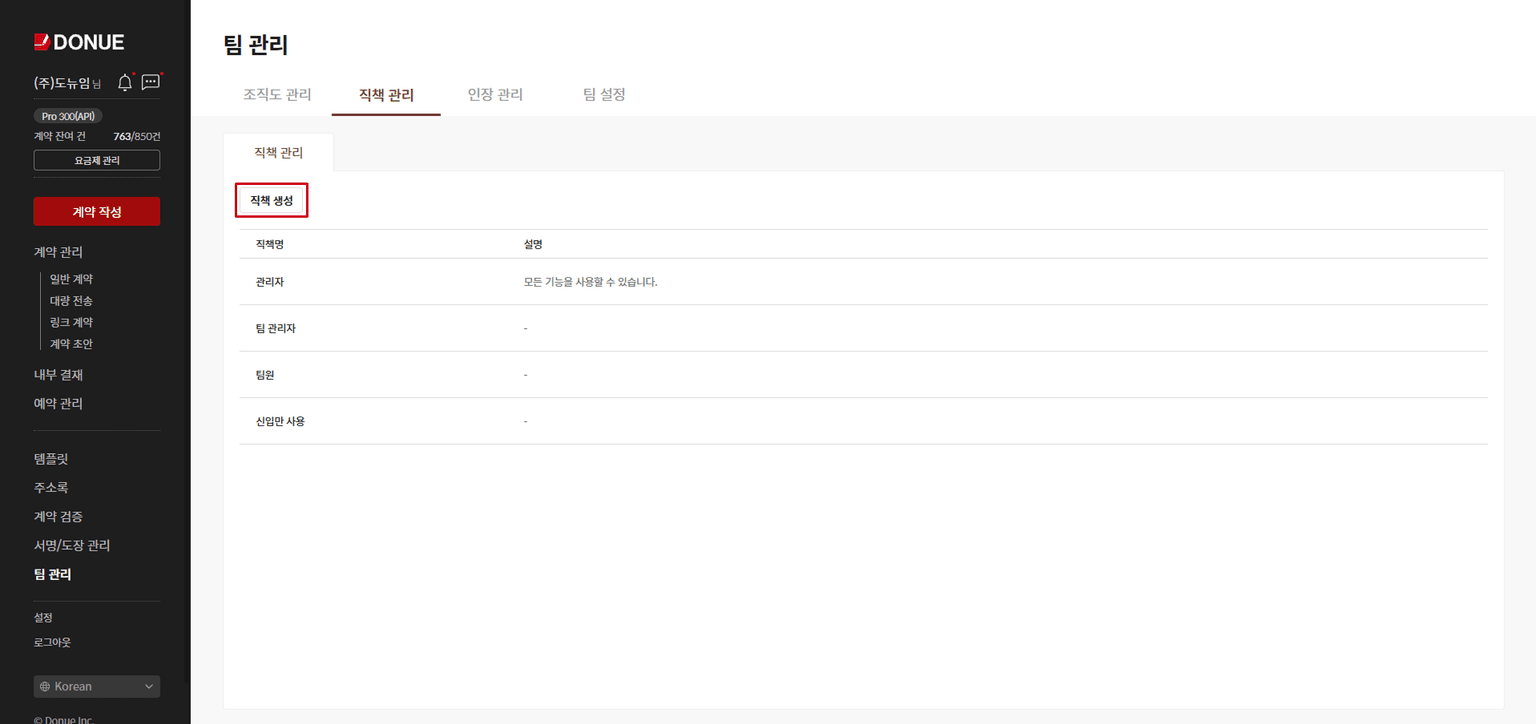 DONUE
(주)도뉴임 님
Pro 300(API)
계약 잔여 건 763/850건
요금제 관리
계약 작성
계약 관리
일반 계약
대량 전송
링크 계약
계약 초안
내부 결재
예약 관리
템플릿
주소록
계약 검증
서명/도장 관리
팀 관리
설정
로그아웃
Korean
© Donue Inc.
팀 관리
조직도 관리 직책 관리 인장 관리 팀 설정
직책 관리
직책 생성
직책명 설명
관리자 모든 기능을 사용할 수 있습니다.
팀 관리자 -
팀원 -
신입만 사용 -